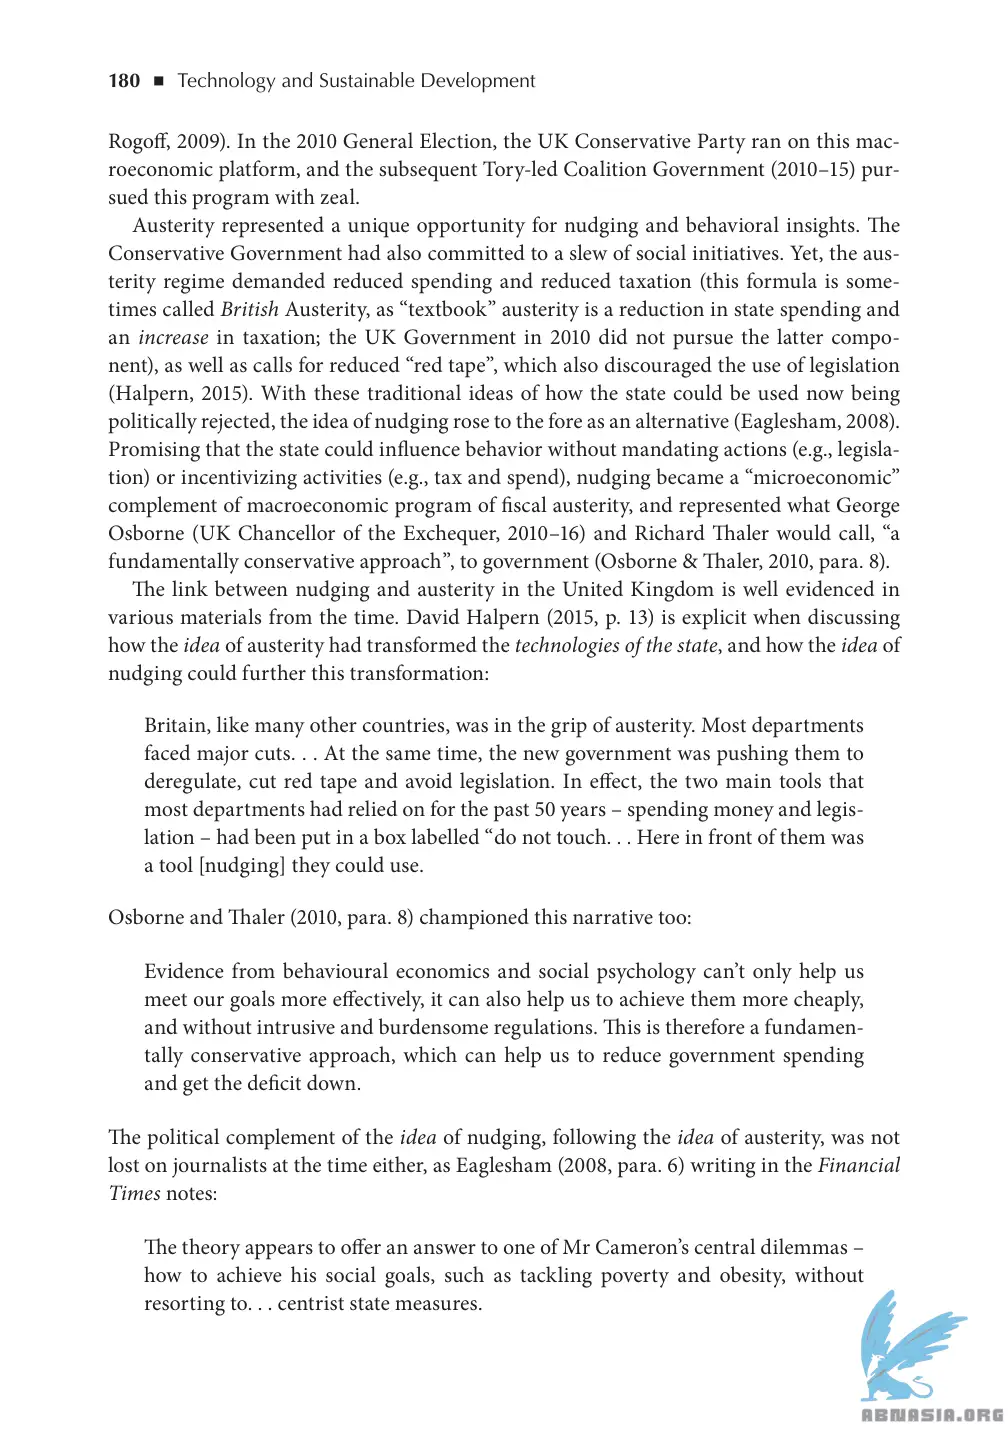 180 ■ Technology and Sustainable Development
Rogoff, 2009). In the 2010 General Election, the UK Conservative Party ran on this mac-
roeconomic platform, and the subsequent Tory-led Coalition Government (2010–15) pur-
sued this program with zeal.
Austerity represented a unique opportunity for nudging and behavioral insights. The
Conservative Government had also committed to a slew of social initiatives. Yet, the aus-
terity regime demanded reduced spending and reduced taxation (this formula is some-
times called British Austerity, as “textbook” austerity is a reduction in state spending and
an increase in taxation; the UK Government in 2010 did not pursue the latter compo-
nent), as well as calls for reduced “red tape”, which also discouraged the use of legislation
(Halpern, 2015). With these traditional ideas of how the state could be used now being
politically rejected, the idea of nudging rose to the fore as an alternative (Eaglesham, 2008).
Promising that the state could influence behavior without mandating actions (e.g., legisla-
tion) or incentivizing activities (e.g., tax and spend), nudging became a “microeconomic”
complement of macroeconomic program of fiscal austerity, and represented what George
Osborne (UK Chancellor of the Exchequer, 2010–16) and Richard Thaler would call, “a
fundamentally conservative approach”, to government (Osborne & Thaler, 2010, para. 8).
The link between nudging and austerity in the United Kingdom is well evidenced in
various materials from the time. David Halpern (2015, p. 13) is explicit when discussing
how the idea of austerity had transformed the technologies of the state, and how the idea of
nudging could further this transformation:
Britain, like many other countries, was in the grip of austerity. Most departments
faced major cuts. . . At the same time, the new government was pushing them to
deregulate, cut red tape and avoid legislation. In effect, the two main tools that
most departments had relied on for the past 50 years – spending money and legis-
lation – had been put in a box labelled “do not touch. . . Here in front of them was
a tool [nudging] they could use.
Osborne and Thaler (2010, para. 8) championed this narrative too:
Evidence from behavioural economics and social psychology can’t only help us
meet our goals more effectively, it can also help us to achieve them more cheaply,
and without intrusive and burdensome regulations. This is therefore a fundamen-
tally conservative approach, which can help us to reduce government spending
and get the deficit down.
The political complement of the idea of nudging, following the idea of austerity, was not
lost on journalists at the time either, as Eaglesham (2008, para. 6) writing in the Financial
Times notes:
The theory appears to offer an answer to one of Mr Cameron’s central dilemmas –
how to achieve his social goals, such as tackling poverty and obesity, without
resorting to. . . centrist state measures.
ABNASIA.ORG